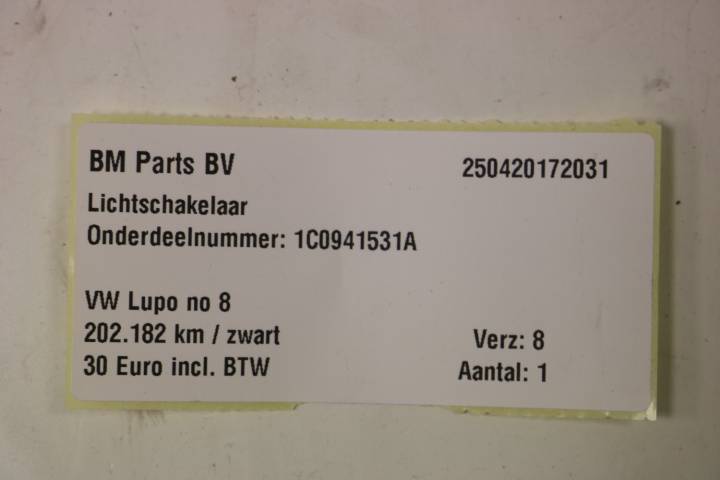 BM Parts BV 250420172031
Lichtschakelaar
Onderdeelnummer: 1C0941531A
VW Lupo no 8
202.182 km / zwart Verz: 8
30 Euro incl. BTW Aantal: 1